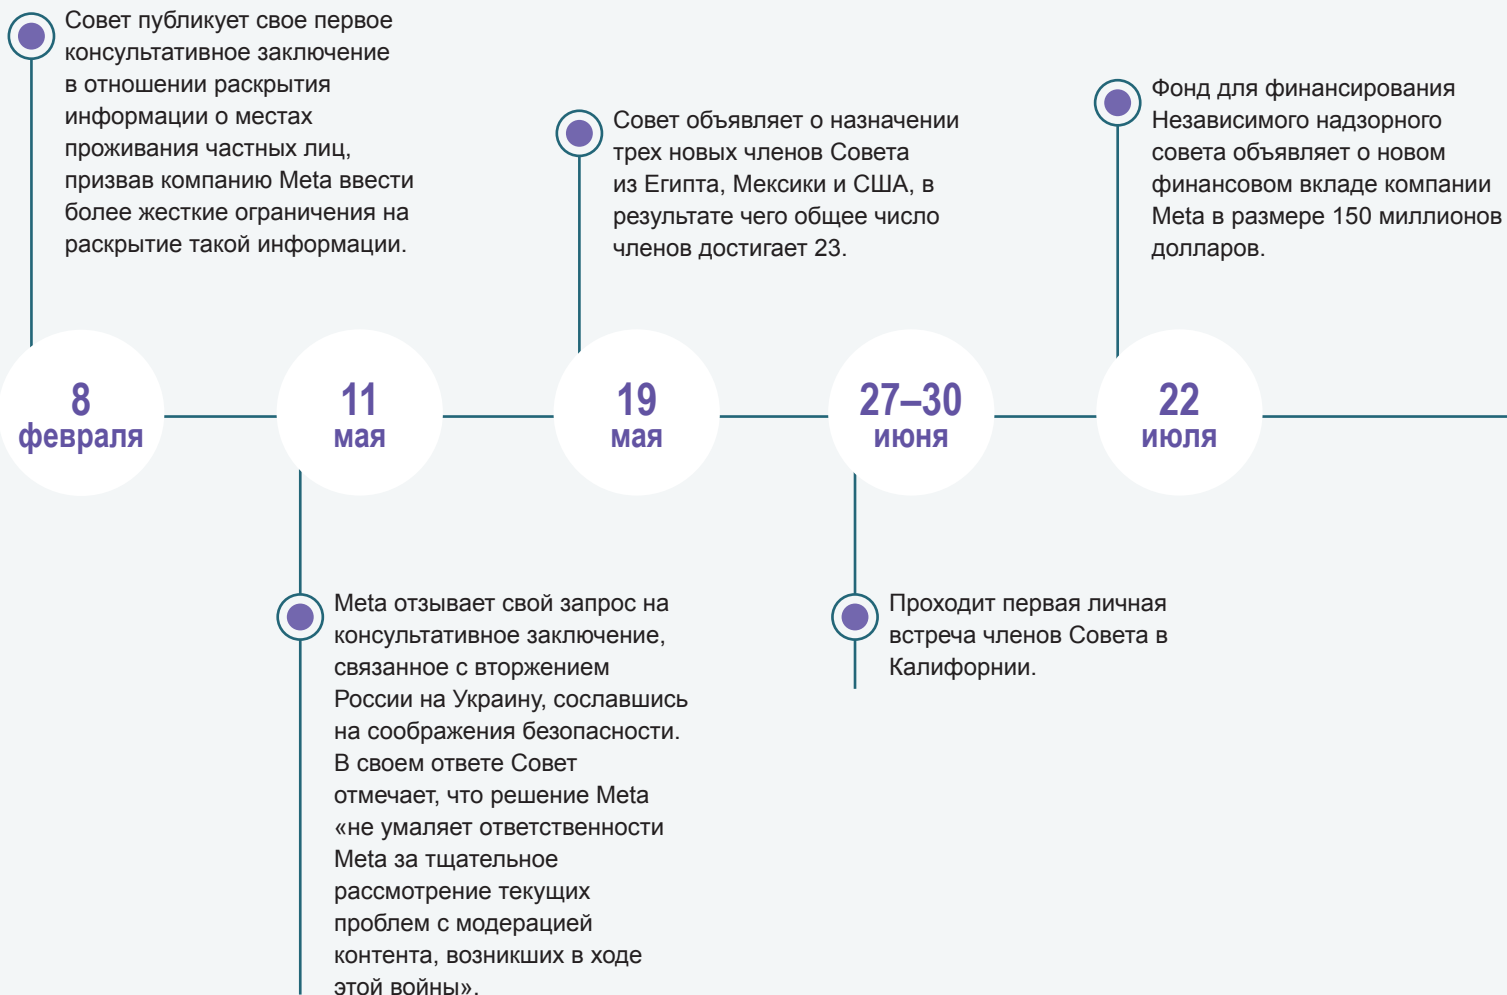 Совет публикует свое первое
консультативное заключение
в отношении раскрытия
информации о местах
проживания частных лиц,
призвав компанию Meta ввести
более жесткие ограничения на
раскрытие такой информации.
Совет объявляет о назначении
трех новых членов Совета
из Египта, Мексики и США, в
результате чего общее число
членов достигает 23.
Фонд для финансирования
Независимого надзорного
совета объявляет о новом
финансовом вкладе компании
Meta в размере 150 миллионов
долларов.
8
февраля
11
мая
19
мая
27–30
июня
22
июля
Meta отзывает свой запрос на
консультативное заключение,
связанное с вторжением
России на Украину, сославшись
на соображения безопасности.
В своем ответе Совет
отмечает, что решение Meta
«не умаляет ответственности
Meta за тщательное
рассмотрение текущих
проблем с модерацией
контента, возникших в ходе
этой войны».
Проходит первая личная
встреча членов Совета в
Калифорнии.